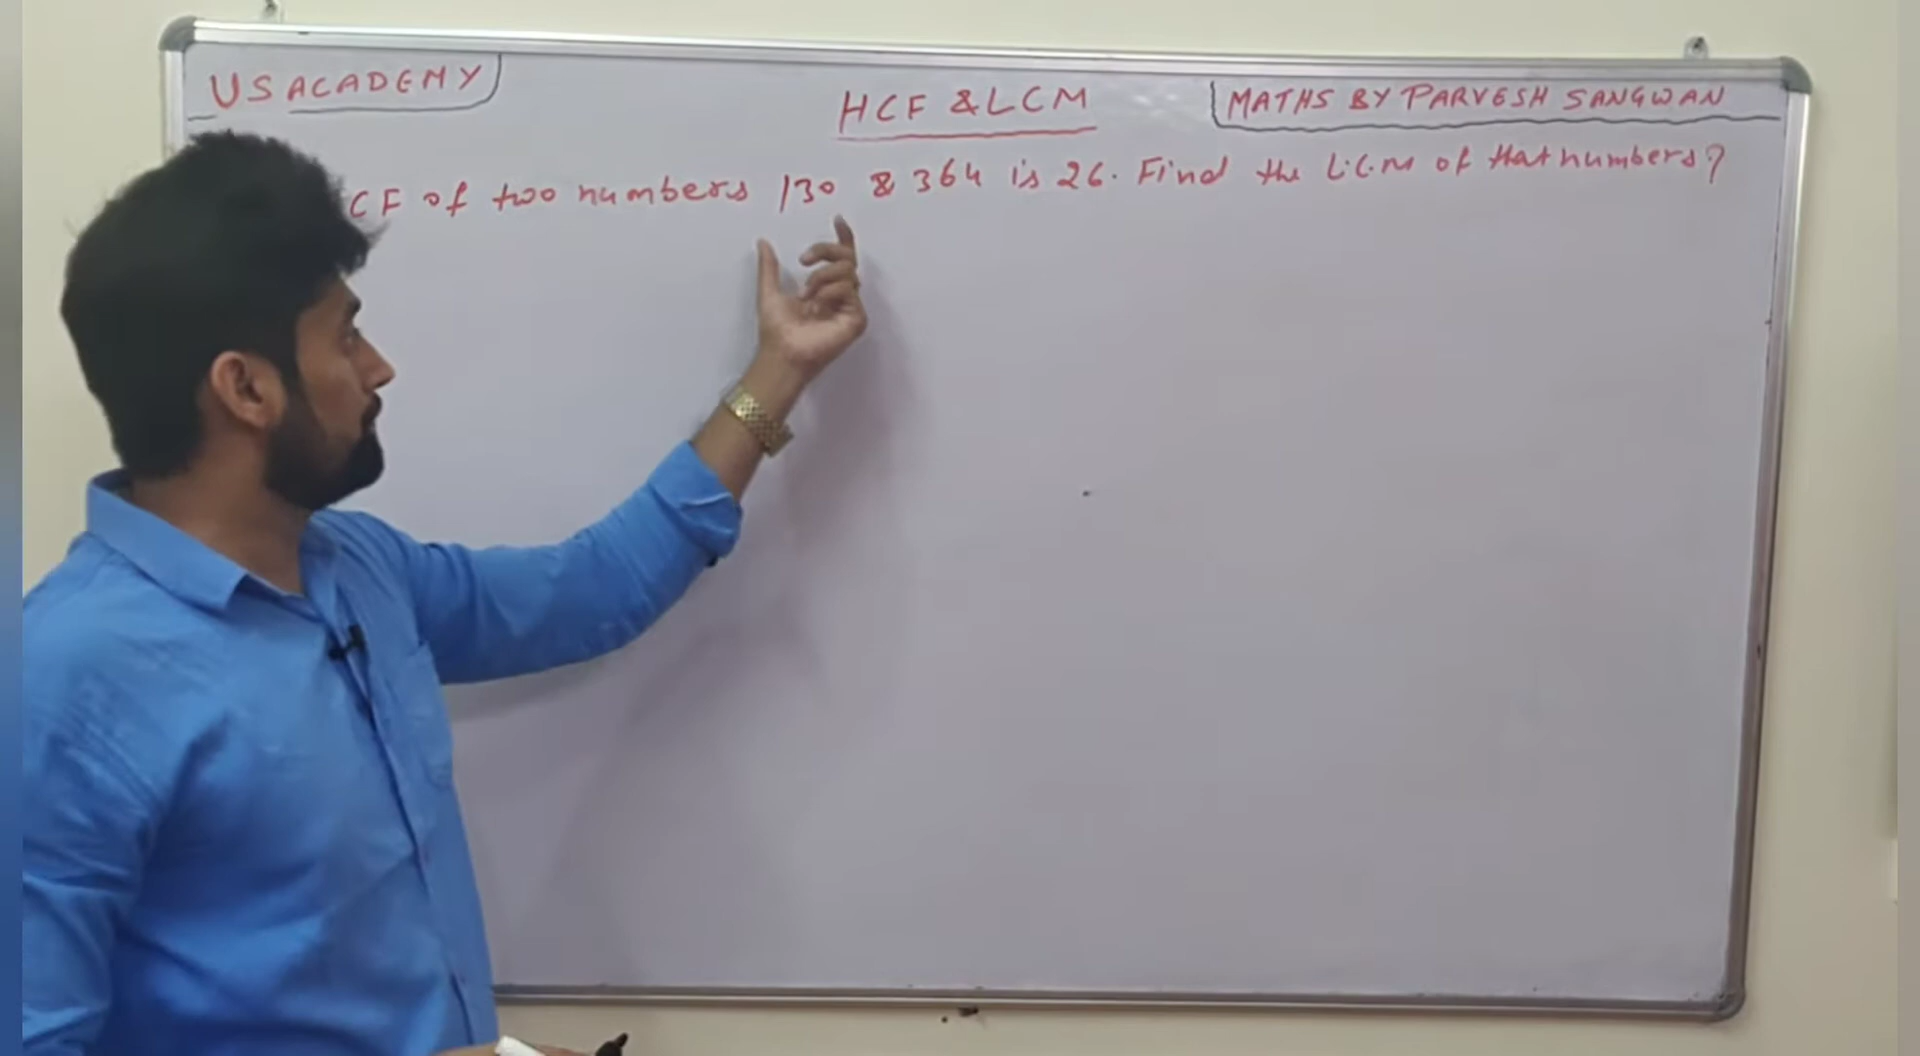 US ACADEMY
HCF & LCM
MATHS BY PARVESH SANGWAN
CF of two numbers 130 & 364 is 26. Find the L.C.M of that numbers?